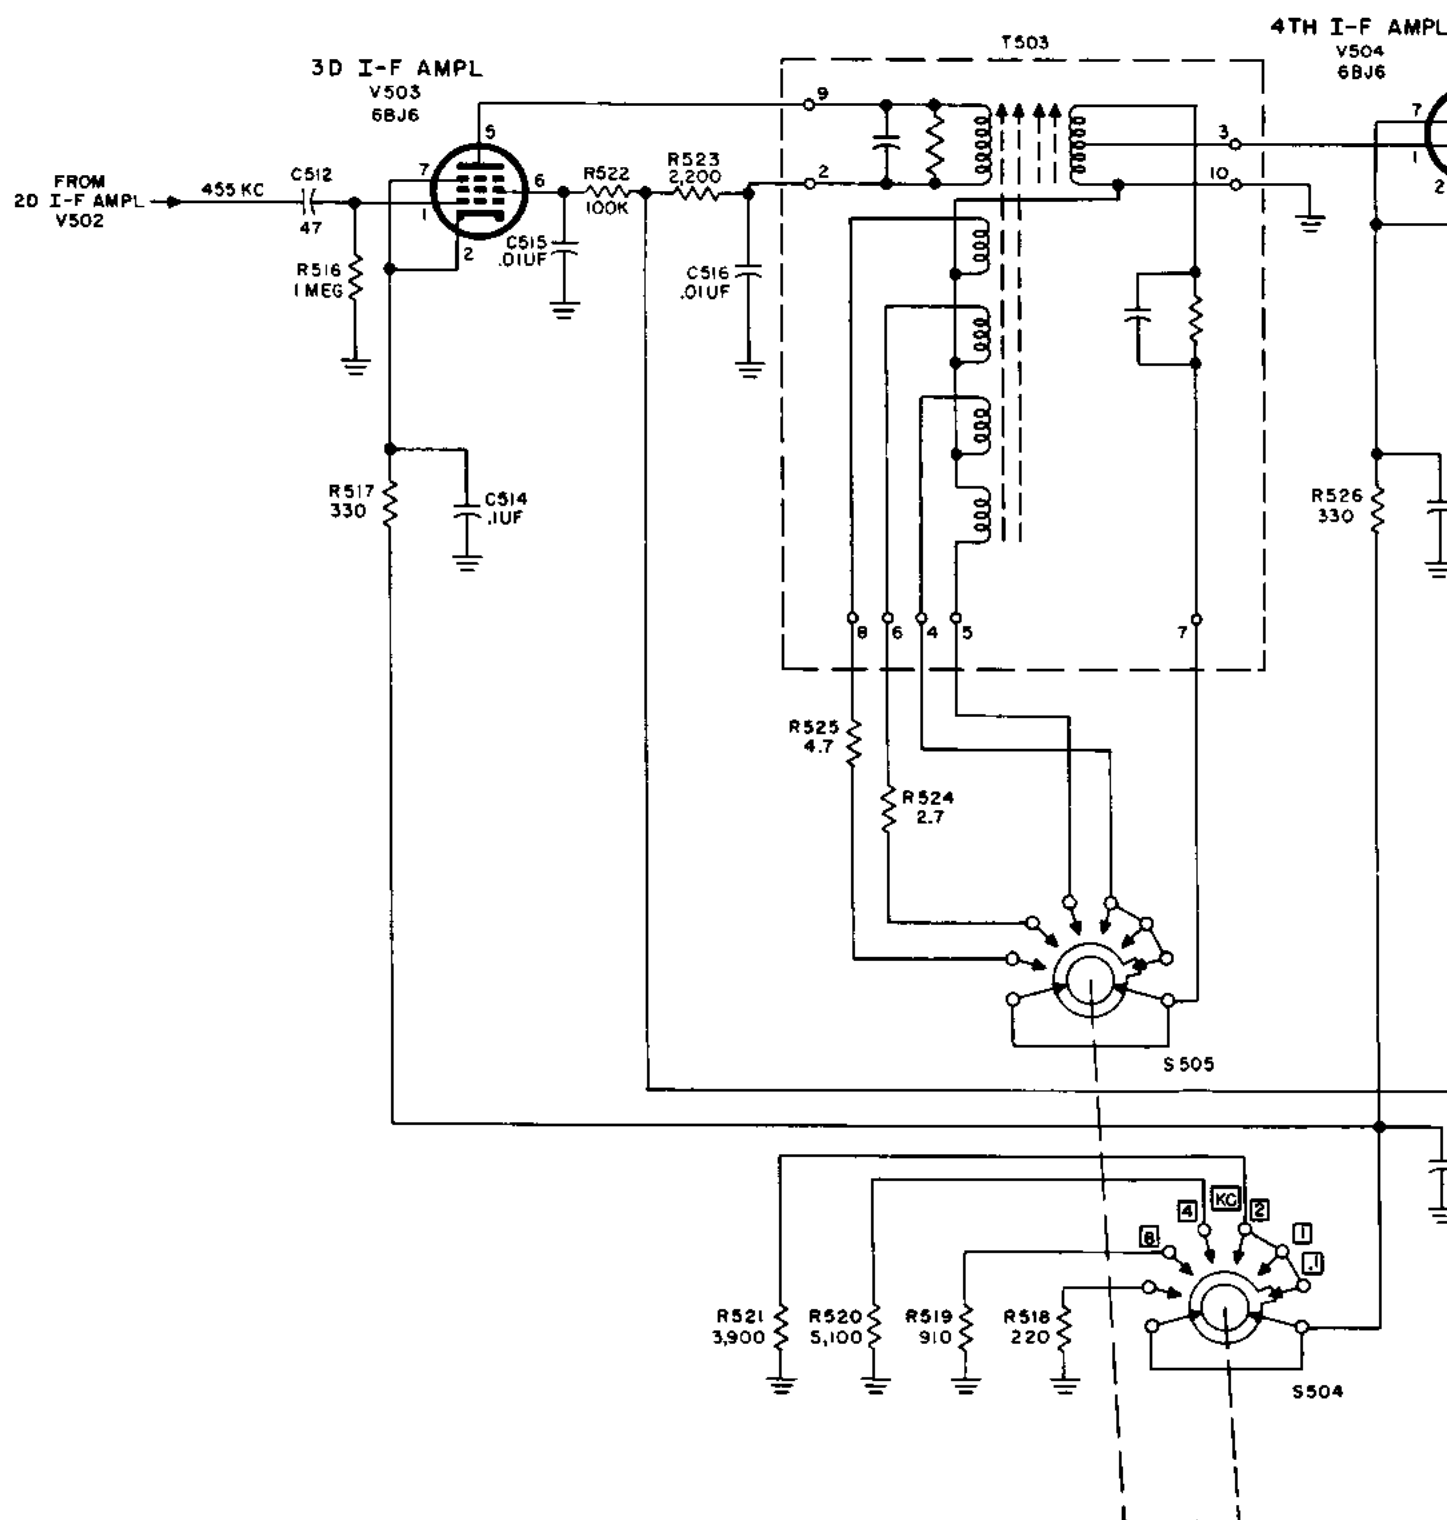 4TH I-F AMPL
V504
6BJ6
T503
3D I-F AMPL
V503
6BJ6
5
9
7
7
3
R523
2,200
FROM
2D I-F AMPL
V502
455 KC
C512
47
6
R522
100K
2
10
1
1
2
2
C515
.01UF
R516
1 MEG
C516
.01UF
R517
330
C514
.1UF
R526
330
8
6
4
5
7
R525
4.7
R524
2.7
S505
KC
4
2
8
1
.1
R521
3,900
R520
5,100
R519
910
R518
220
S504